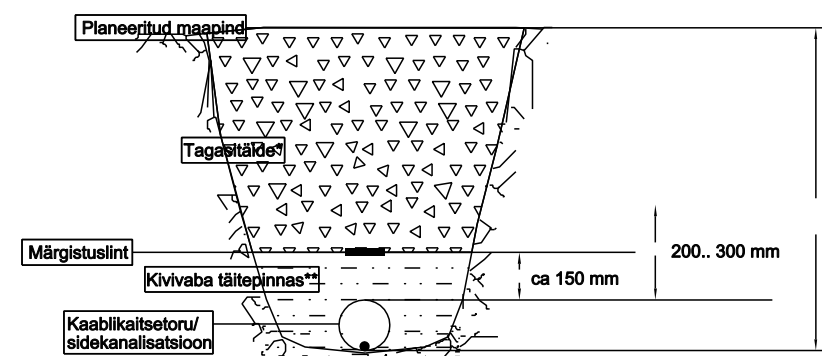 Planeeritud maapind
Tagasitäide*
Märgistuslint
200.. 300 mm
Kivivaba täitepinnas**
ca 150 mm
Kaablikaitsetoru/
sidekanalisatsioon